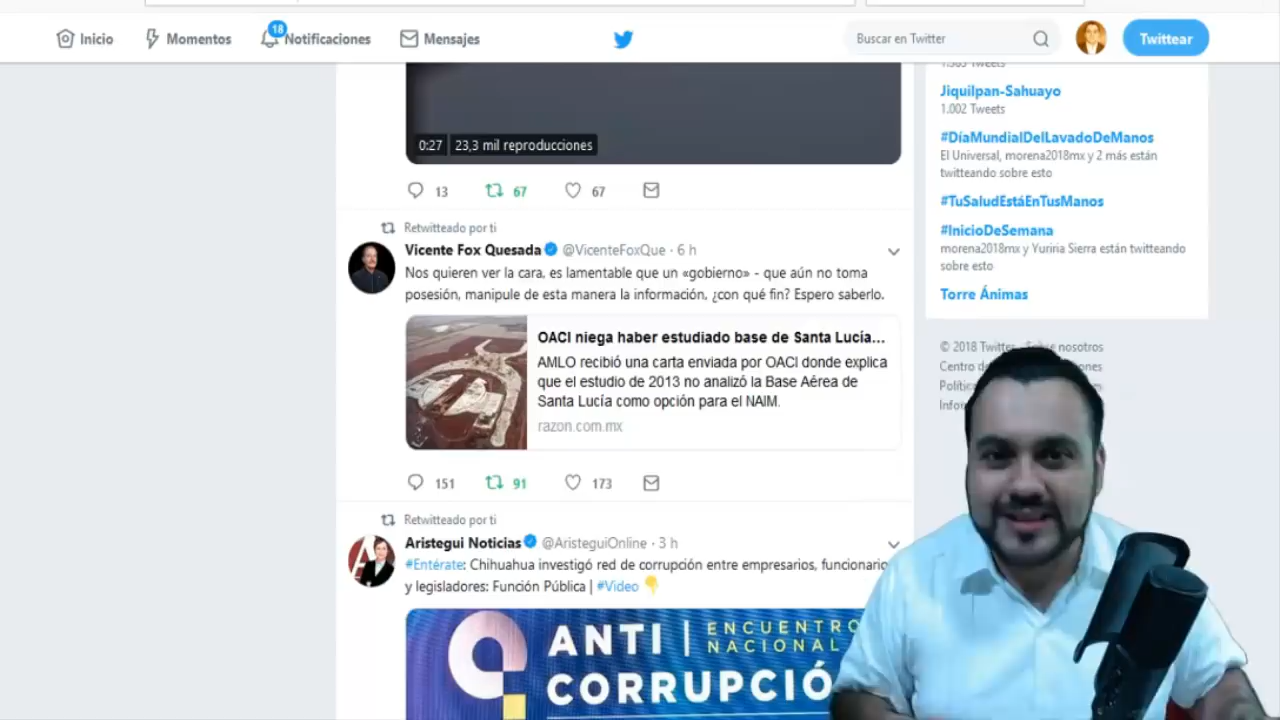 Inicio
Momentos
18
Notificaciones
Mensajes
Buscar en Twitter
Twittear
0:27
23,3 mil reproducciones
13
67
67
Retwitteado por ti
Vicente Fox Quesada @VicenteFoxQue · 6 h
Nos quieren ver la cara, es lamentable que un «gobierno» - que aún no toma
posesión, manipule de esta manera la información, ¿con qué fin? Espero saberlo.
OACI niega haber estudiado base de Santa Lucía...
AMLO recibió una carta enviada por OACI donde explica
que el estudio de 2013 no analizó la Base Aérea de
Santa Lucía como opción para el NAIM.
razon.com.mx
151
91
173
Retwitteado por ti
Aristegui Noticias @AristeguiOnline · 3 h
#Entérate: Chihuahua investigó red de corrupción entre empresarios, funcionario
y legisladores: Función Pública | #Video 👇
ANTI
CORRUPCIÓ
ENCUENTRO
NACIONAL
Tweets
Jiquilpan-Sahuayo
1.002 Tweets
#DíaMundialDelLavadoDeManos
El Universal, morena2018mx y 2 más están
twitteando sobre esto
#TuSaludEstáEnTusManos
#InicioDeSemana
morena2018mx y Yuriria Sierra están twitteando
sobre esto
Torre Ánimas
© 2018 Twitter Sobre nosotros
Centro